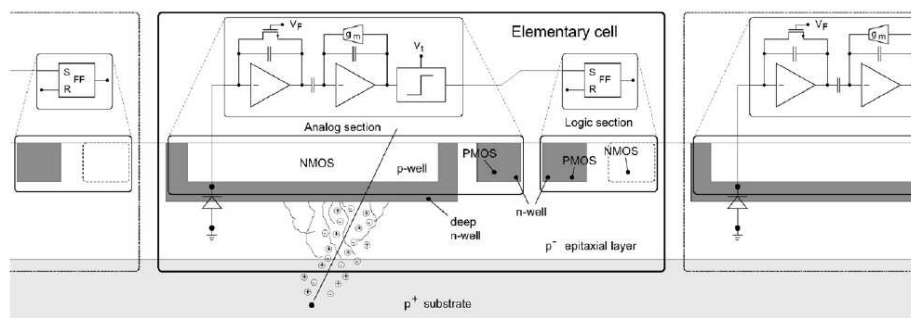 V_F
g_m
Elementary cell
V_F
g_m
V_t
S
FF
R
S
FF
R
Analog section
Logic section
NMOS
p-well
PMOS
PMOS
NMOS
n-well
deep
n-well
p⁻ epitaxial layer
p⁺ substrate